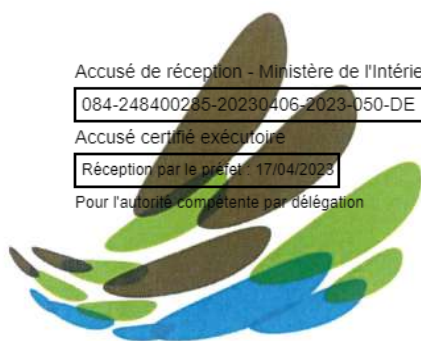 Accusé de réception - Ministère de l'Intérie
084-248400285-20230406-2023-050-DE
Accusé certifié exécutoire
Réception par le préfet : 17/04/2023
Pour l'autorité compétente par délégation